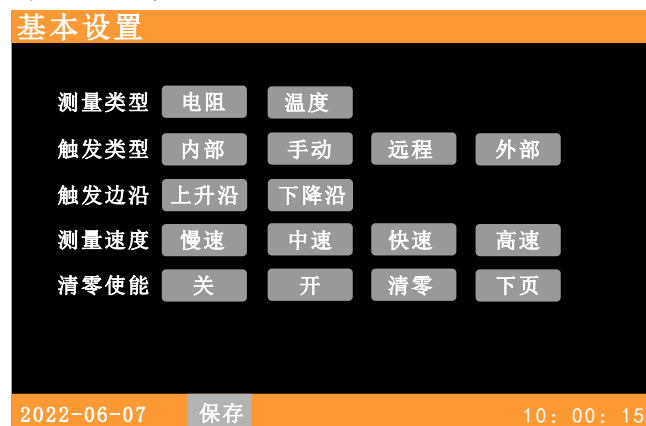 基本设置
测量类型 电阻 温度
触发类型 内部 手动 远程 外部
触发边沿 上升沿 下降沿
测量速度 慢速 中速 快速 高速
清零使能 关 开 清零 下页
2022-06-07 保存 10: 00: 15